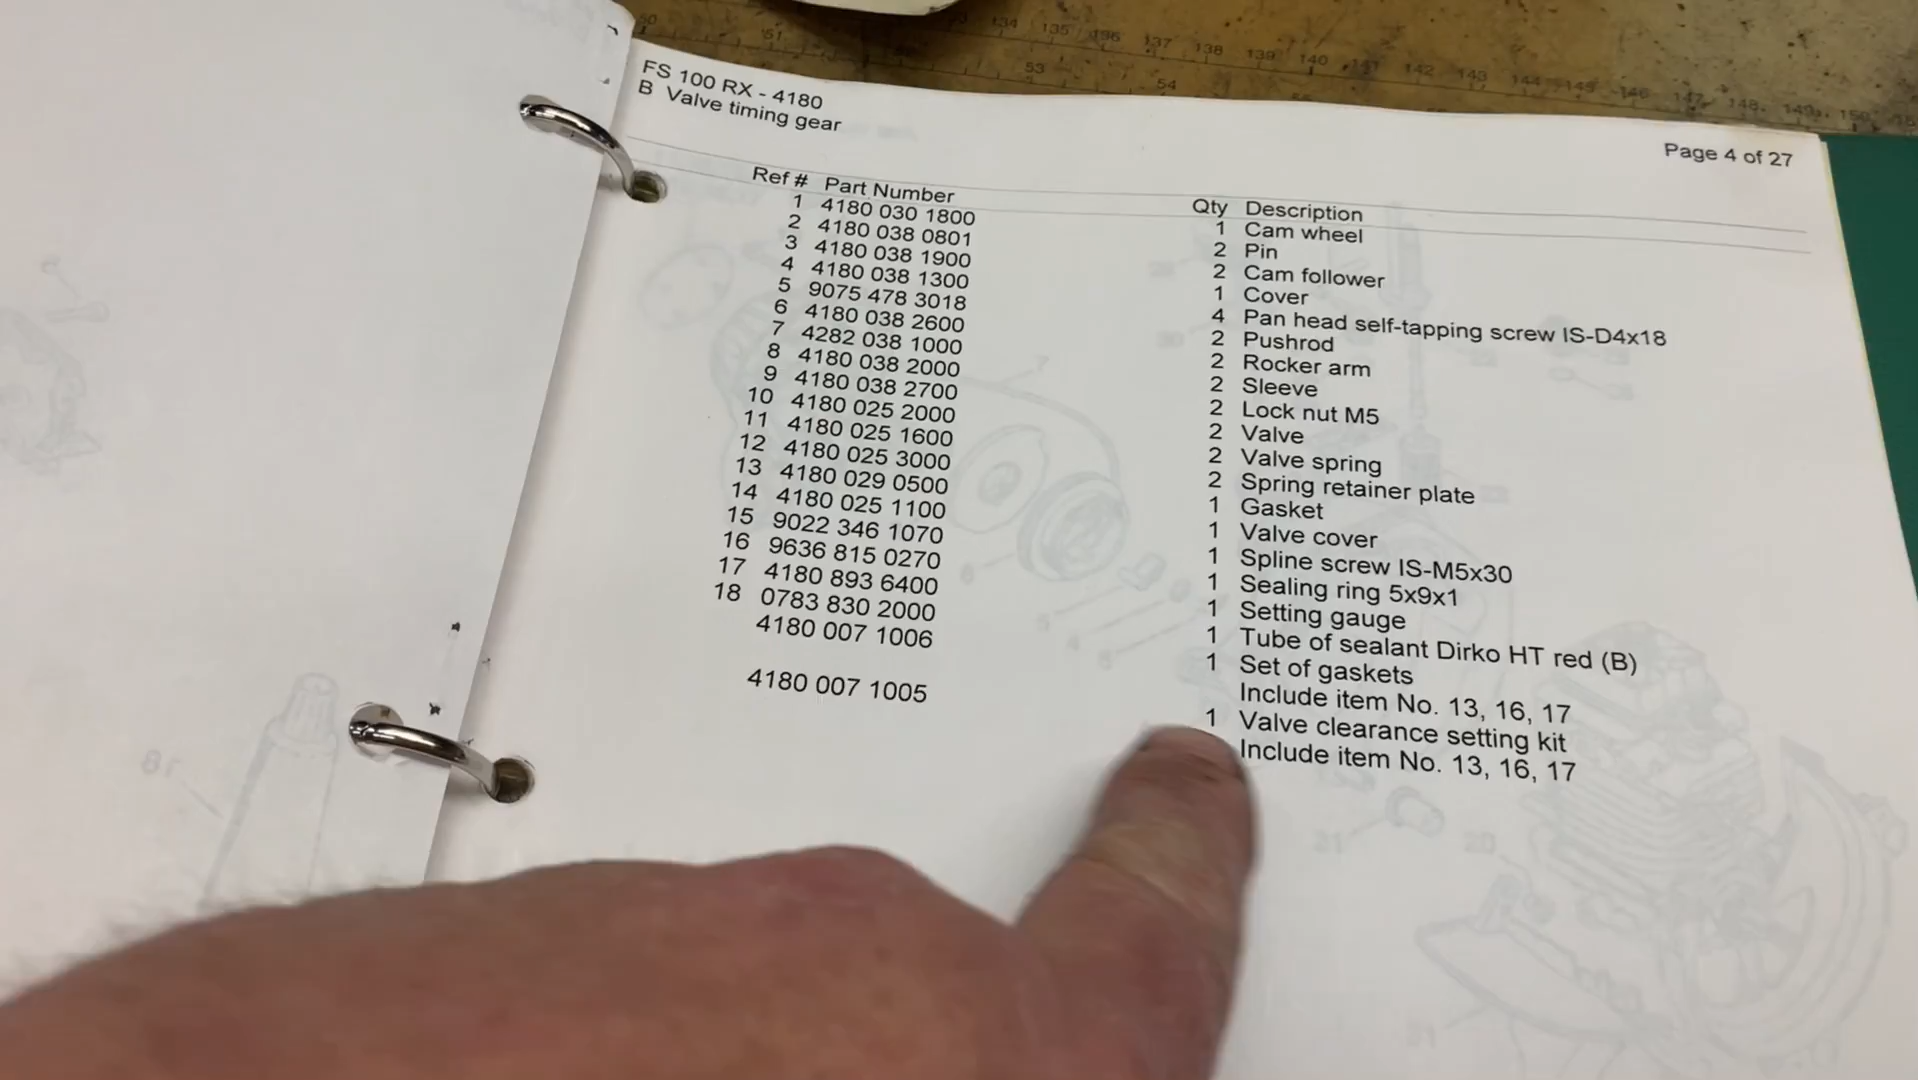 FS 100 RX - 4180
B Valve timing gear
Page 4 of 27
Ref # Part Number Qty Description
1 4180 030 1800 1 Cam wheel
2 4180 038 0801 2 Pin
3 4180 038 1900 2 Cam follower
4 4180 038 1300 1 Cover
5 9075 478 3018 4 Pan head self-tapping screw IS-D4x18
6 4180 038 2600 2 Pushrod
7 4282 038 1000 2 Rocker arm
8 4180 038 2000 2 Sleeve
9 4180 038 2700 2 Lock nut M5
10 4180 025 2000 2 Valve
11 4180 025 1600 2 Valve spring
12 4180 025 3000 2 Spring retainer plate
13 4180 029 0500 1 Gasket
14 4180 025 1100 1 Valve cover
15 9022 346 1070 1 Spline screw IS-M5x30
16 9636 815 0270 1 Sealing ring 5x9x1
17 4180 893 6400 1 Setting gauge
18 0783 830 2000 1 Tube of sealant Dirko HT red (B)
4180 007 1006 1 Set of gaskets
Include item No. 13, 16, 17
4180 007 1005 1 Valve clearance setting kit
Include item No. 13, 16, 17